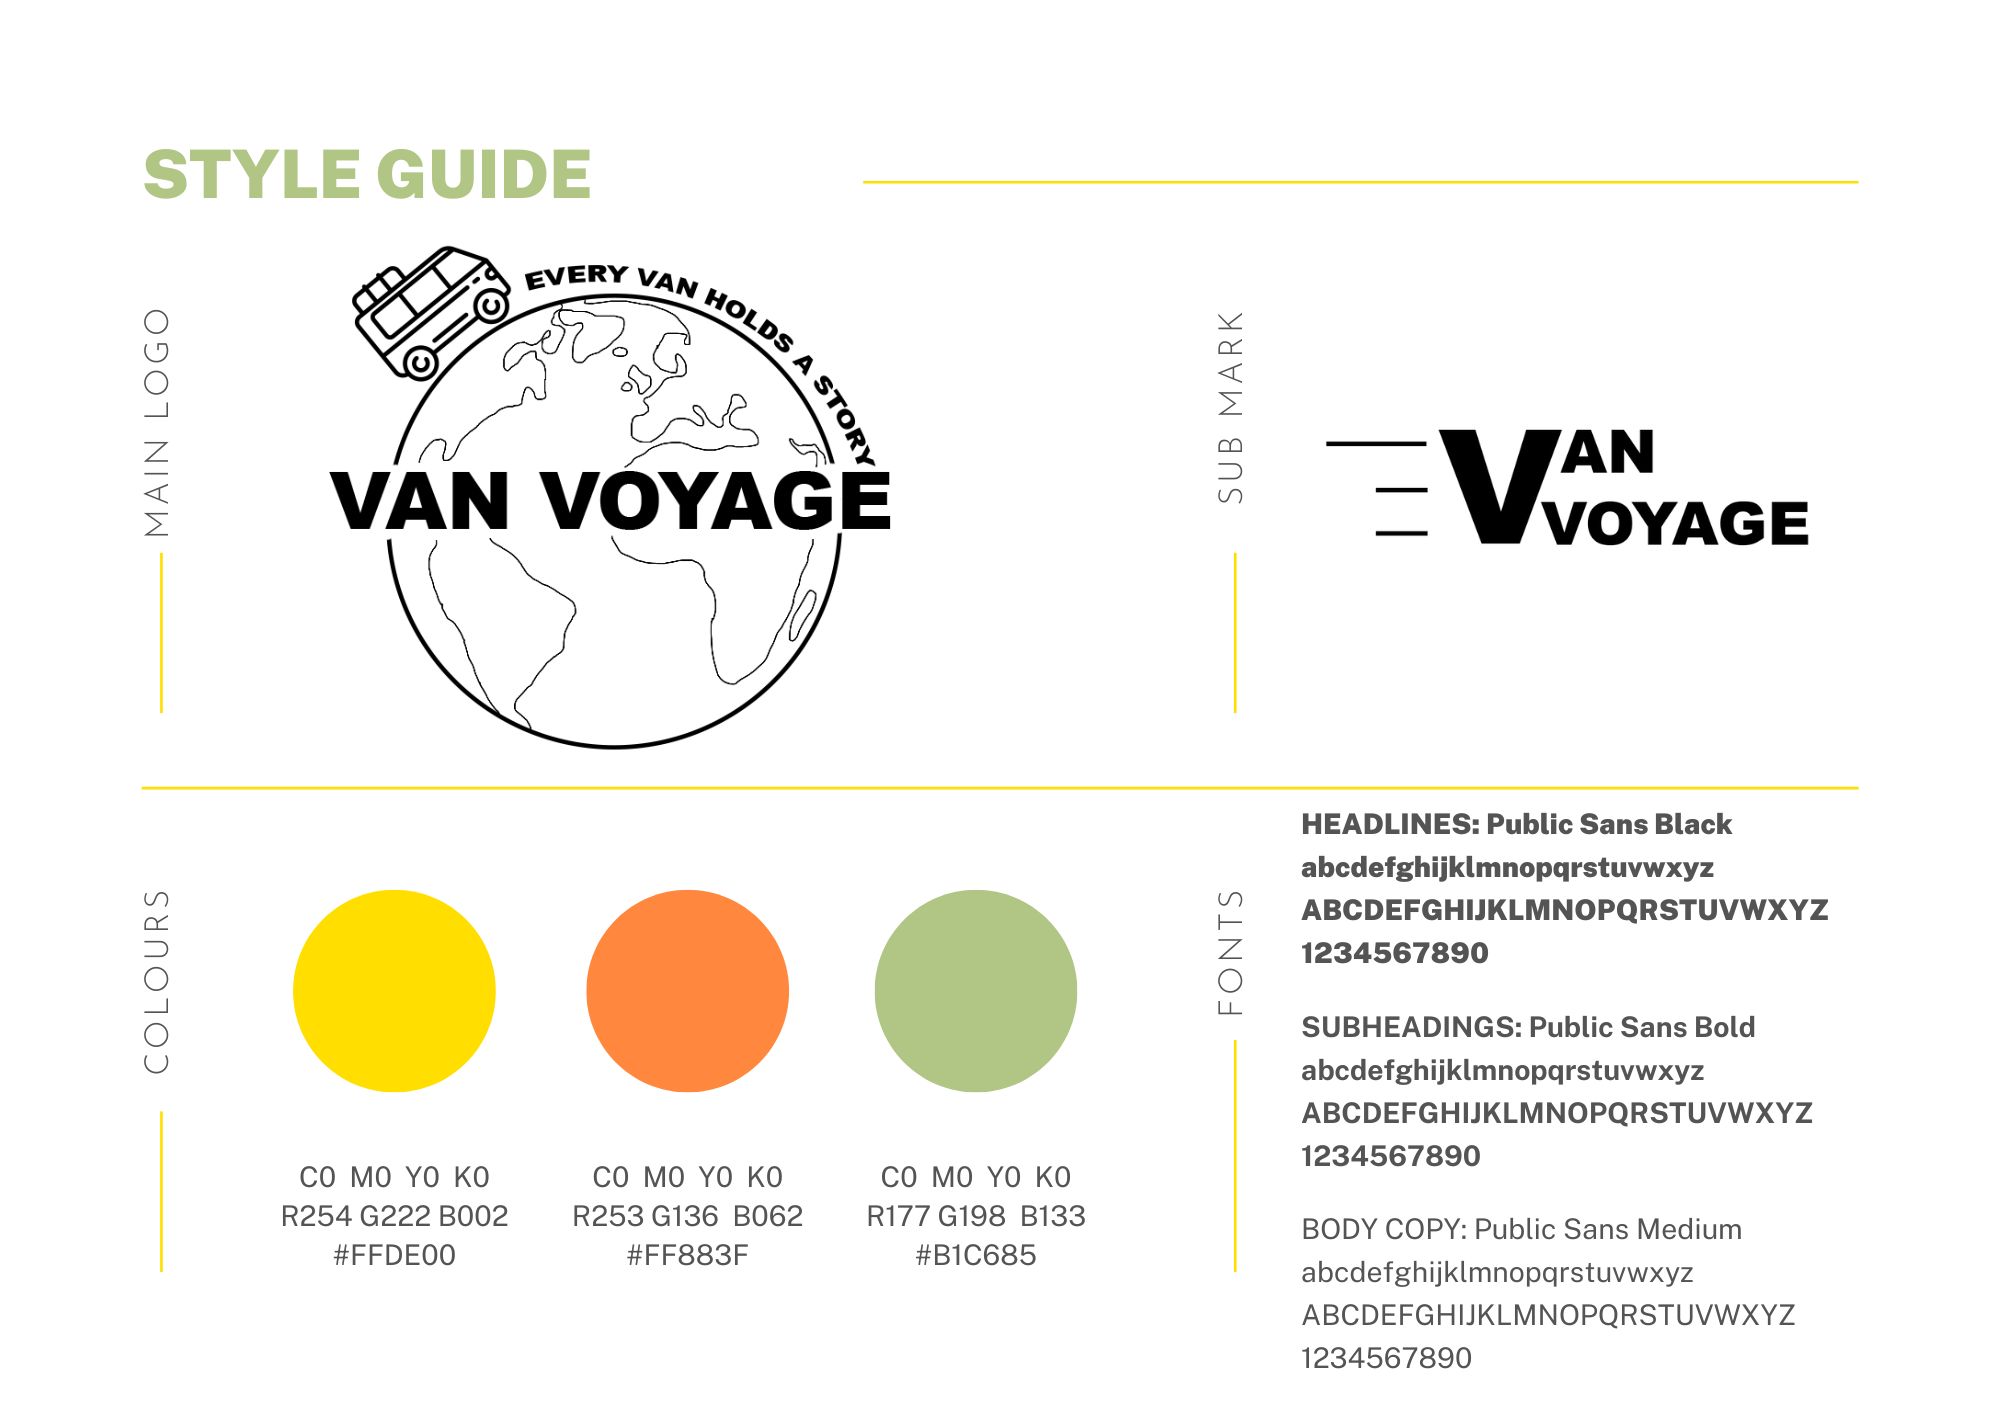 STYLE GUIDE
MAIN LOGO
EVERY VAN HOLDS A STORY
VAN VOYAGE
SUB MARK
VAN
VOYAGE
COLOURS
C0 M0 Y0 K0
R254 G222 B002
#FFDE00
C0 M0 Y0 K0
R253 G136 B062
#FF883F
C0 M0 Y0 K0
R177 G198 B133
#B1C685
FONTS
HEADLINES: Public Sans Black
abcdefghijklmnopqrstuvwxyz
ABCDEFGHIJKLMNOPQRSTUVWXYZ
1234567890
SUBHEADINGS: Public Sans Bold
abcdefghijklmnopqrstuvwxyz
ABCDEFGHIJKLMNOPQRSTUVWXYZ
1234567890
BODY COPY: Public Sans Medium
abcdefghijklmnopqrstuvwxyz
ABCDEFGHIJKLMNOPQRSTUVWXYZ
1234567890